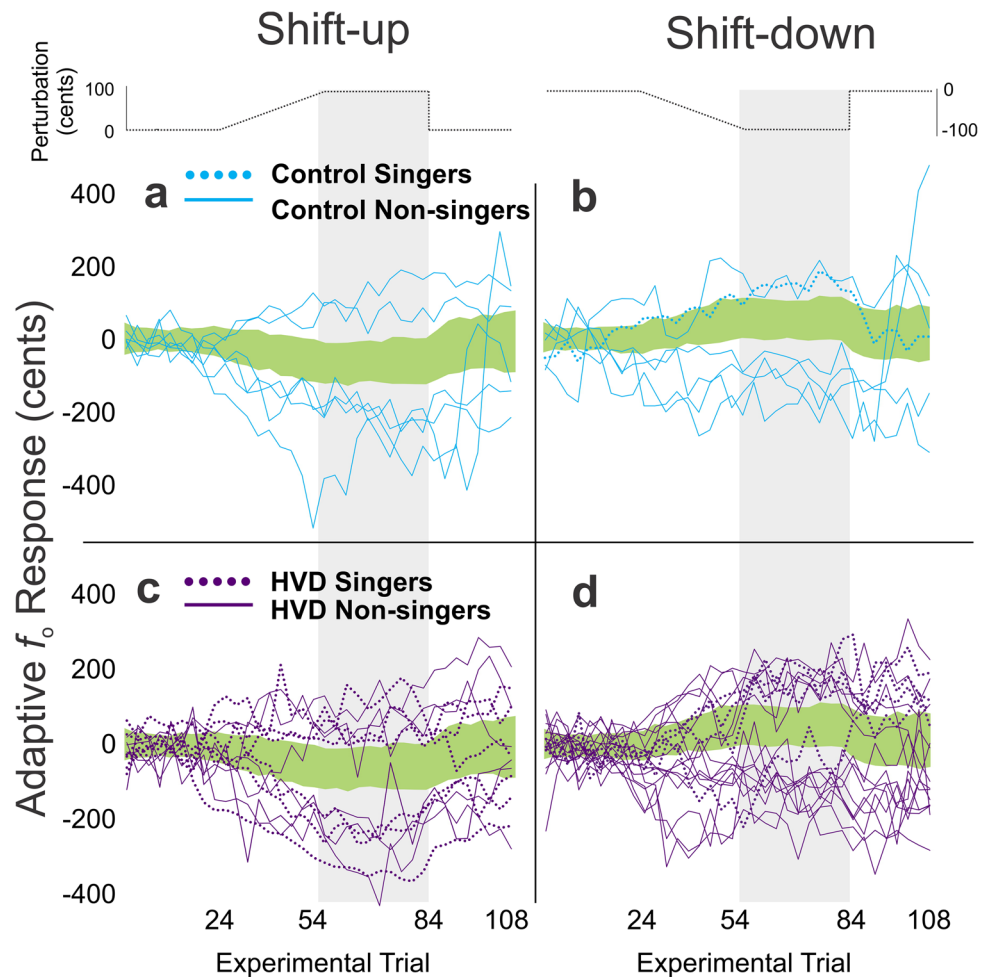 Shift-up
Shift-down
Perturbation
(cents)
100
0
0
-100
a
Control Singers
Control Non-singers
b
400
200
0
-200
-400
Adaptive fo Response (cents)
c
HVD Singers
HVD Non-singers
d
400
200
0
-200
-400
24 54 84 108
24 54 84 108
Experimental Trial
Experimental Trial